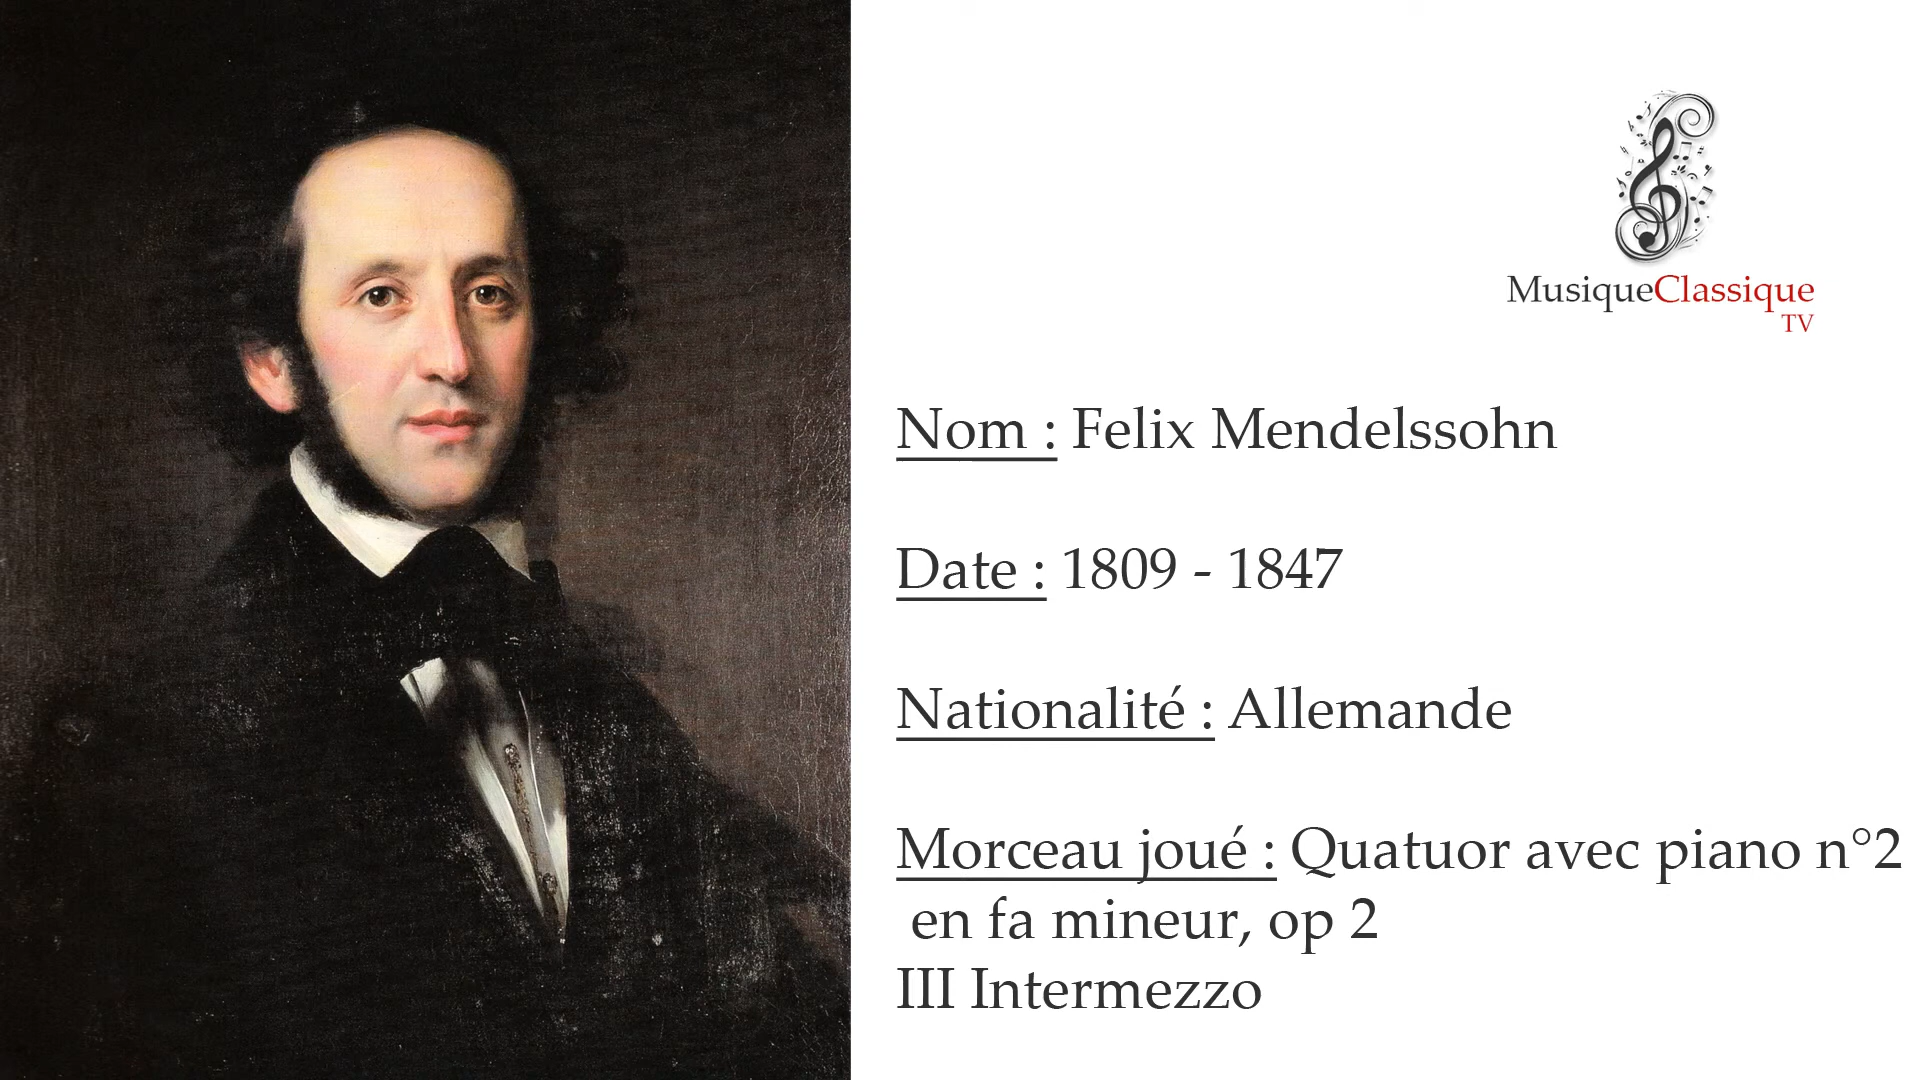 MusiqueClassique
TV
Nom : Felix Mendelssohn
Date : 1809 - 1847
Nationalité : Allemande
Morceau joué : Quatuor avec piano n°2
en fa mineur, op 2
III Intermezzo